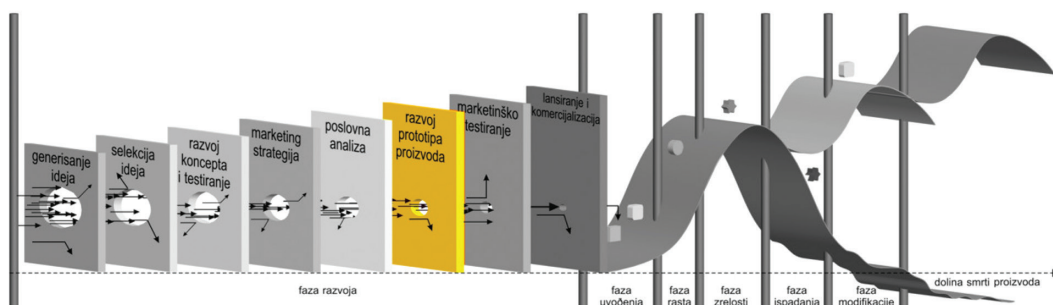 generisanje
ideja
selekcija
ideja
razvoj
koncepta
i testiranje
marketing
strategija
poslovna
analiza
razvoj
prototipa
proizvoda
marketinško
testiranje
lansiranje i
komercijalizacija
faza razvoja
faza
uvođenja
faza
rasta
faza
zrelosti
faza
ispadanja
faza
modifikacije
dolina smrti proizvoda